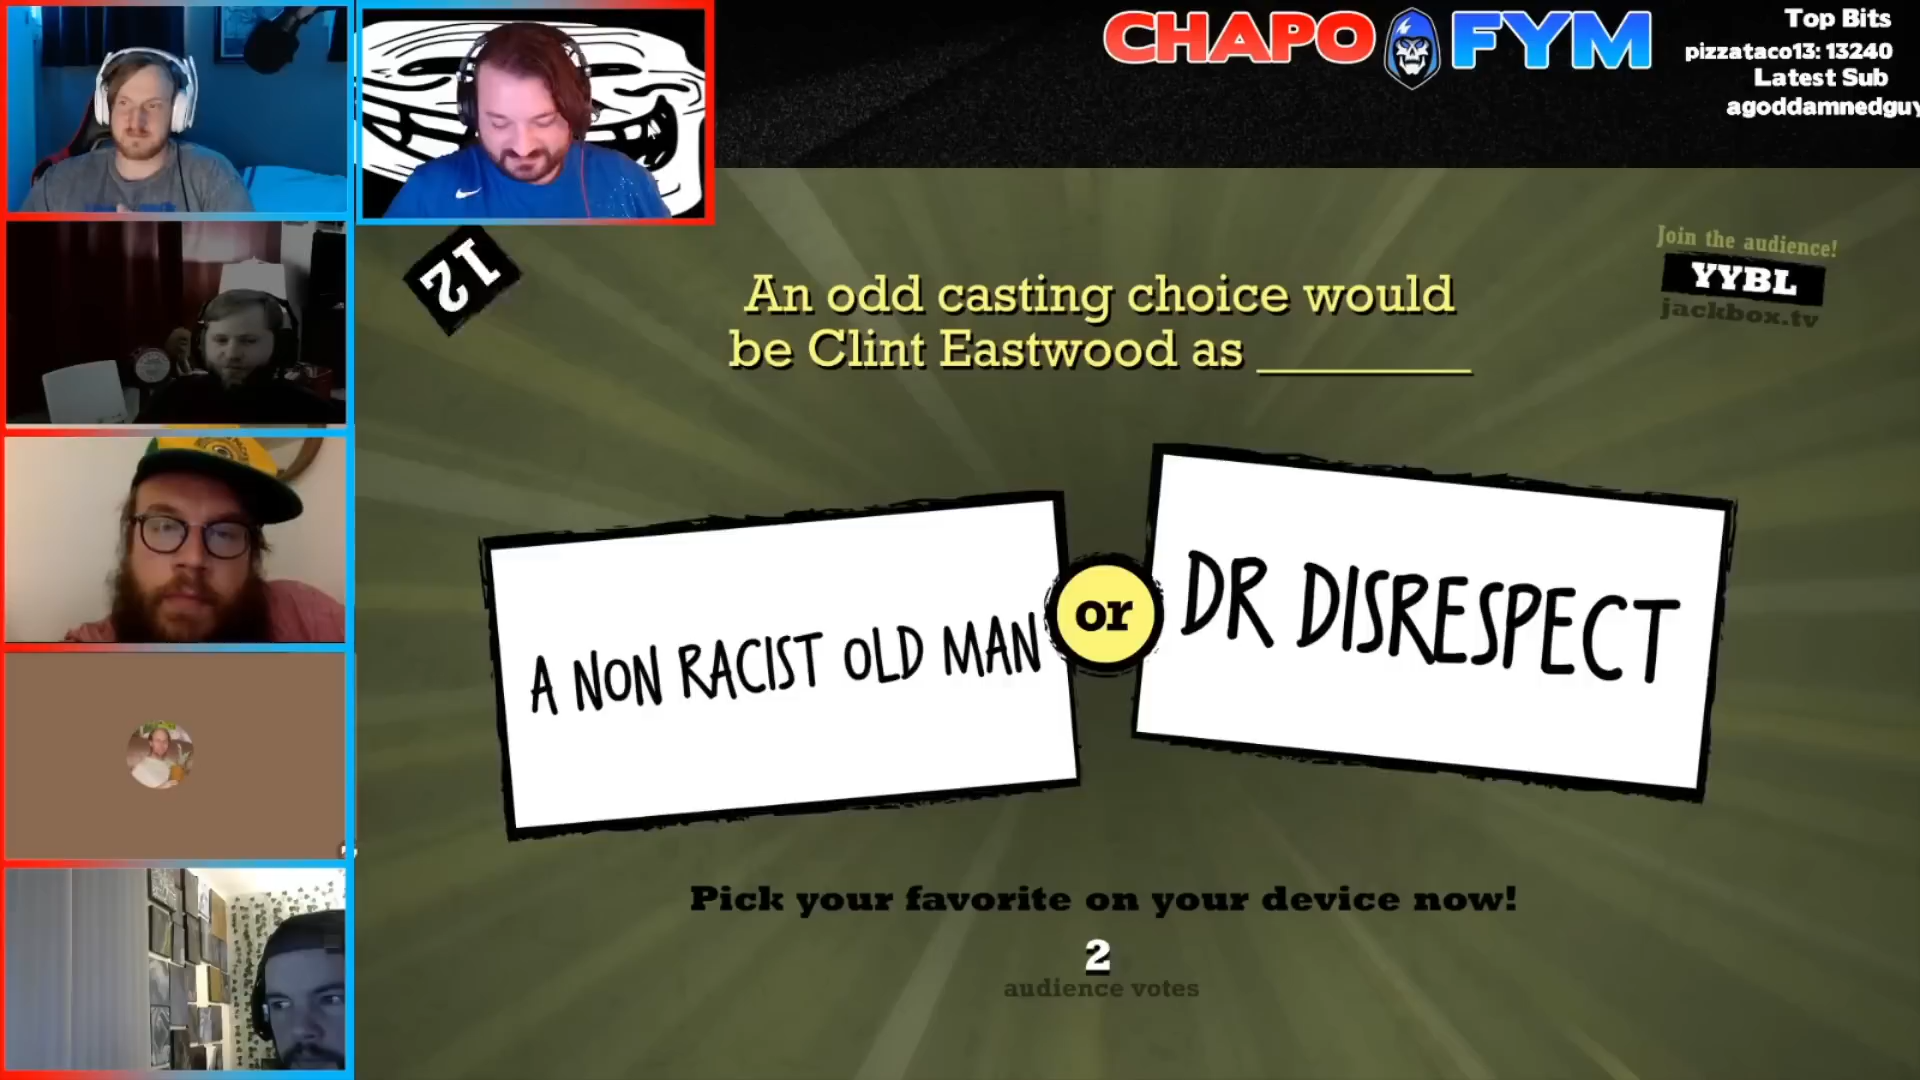 CHAPO FYM
Top Bits
pizzataco13: 13240
Latest Sub
agoddamnedguy
12
Join the audience!
YYBL
jackbox.tv
An odd casting choice would
be Clint Eastwood as ________
A NON RACIST OLD MAN
or
DR DISRESPECT
Pick your favorite on your device now!
2
audience votes